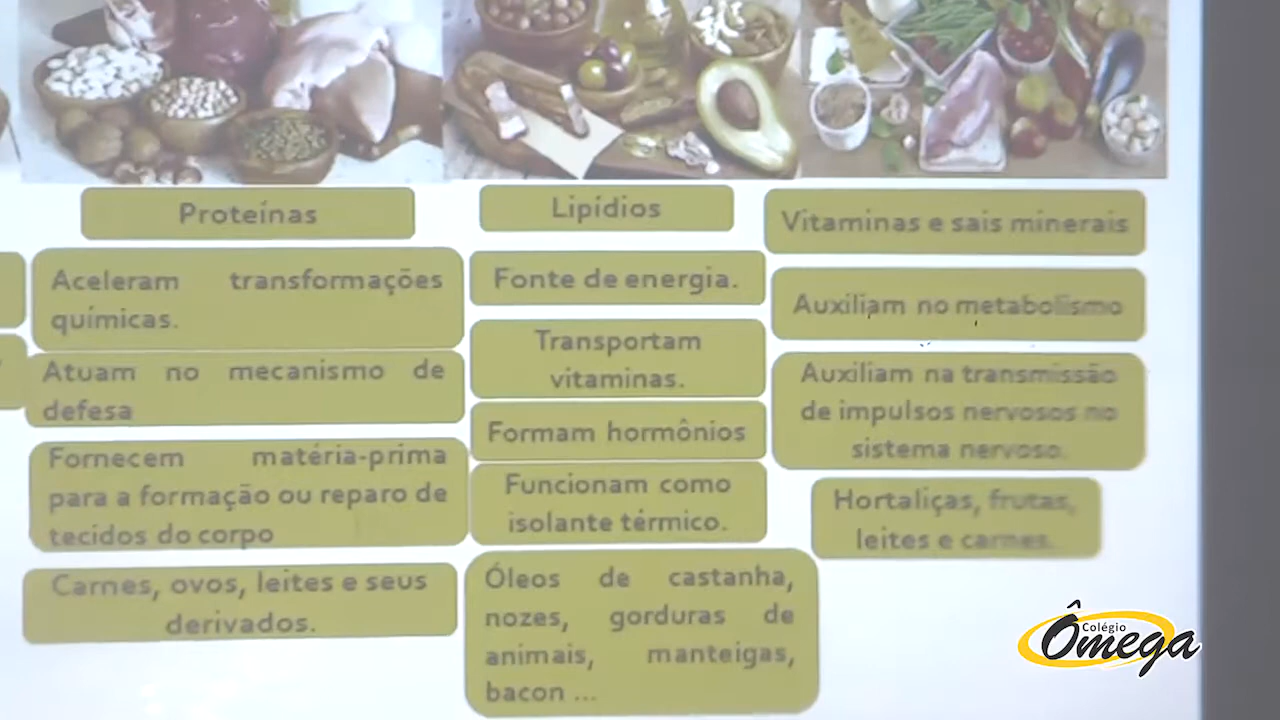 Proteínas
Aceleram transformações
químicas.
Atuam no mecanismo de
defesa
Fornecem matéria-prima
para a formação ou reparo de
tecidos do corpo
Carnes, ovos, leites e seus
derivados.
Lipídios
Fonte de energia.
Transportam
vitaminas.
Formam hormônios
Funcionam como
isolante térmico.
Óleos de castanha,
nozes, gorduras de
animais, manteigas,
bacon ...
Vitaminas e sais minerais
Auxiliam no metabolismo
Auxiliam na transmissão
de impulsos nervosos no
sistema nervoso.
Hortaliças, frutas,
leites e carnes.
Colégio
Ômega